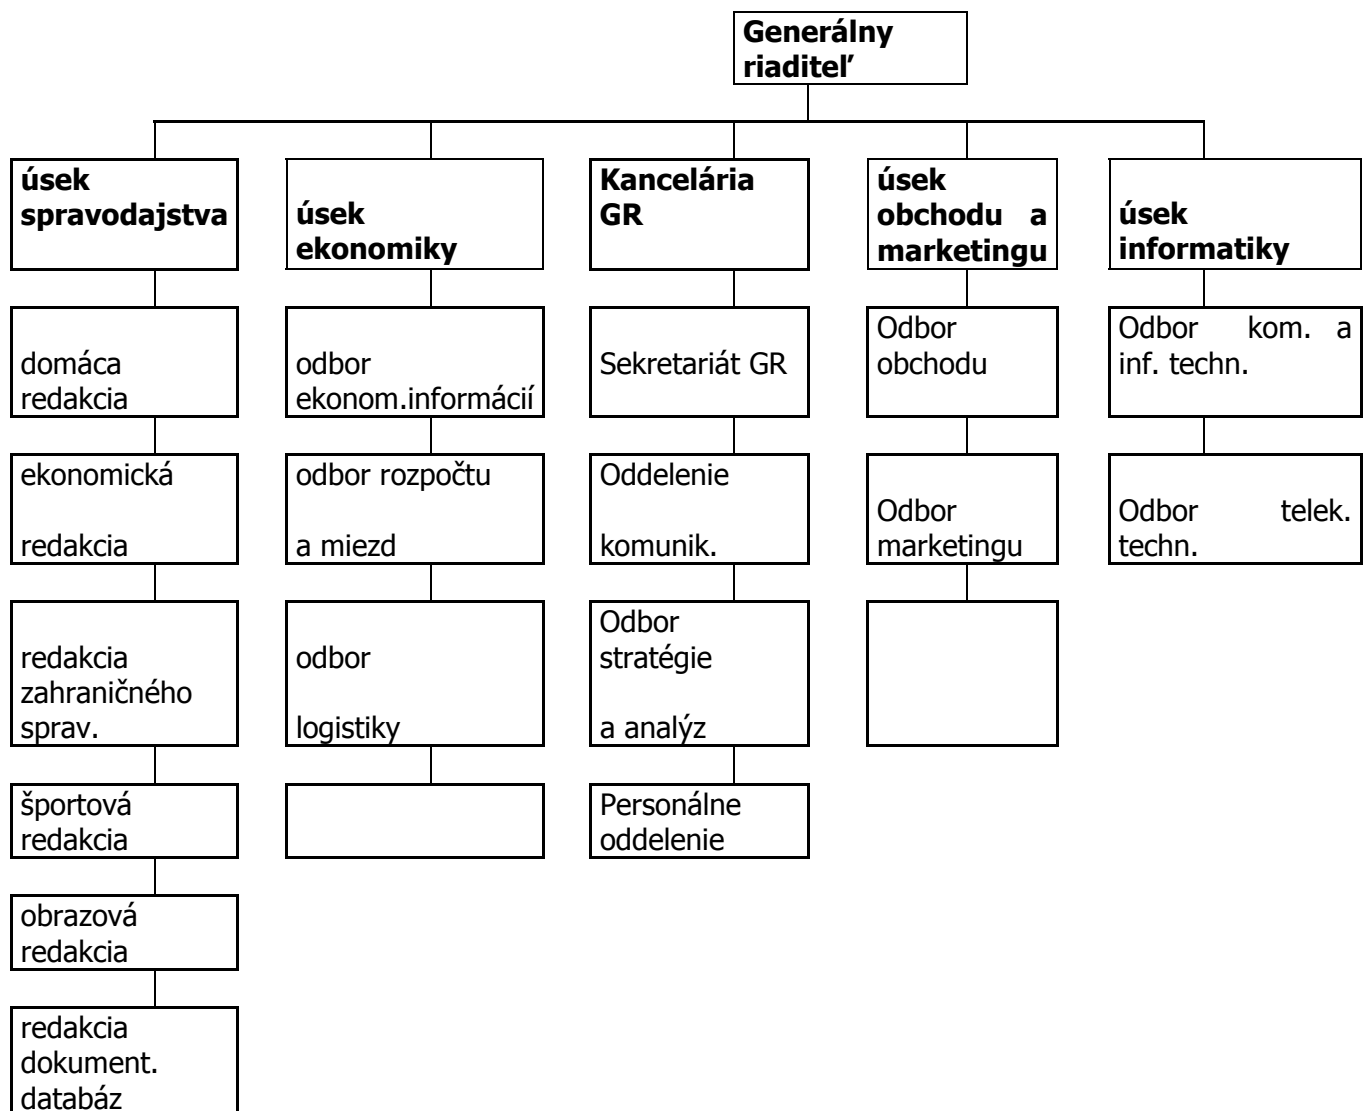 Generálny
riaditeľ
úsek
spravodajstva
úsek
ekonomiky
Kancelária
GR
úsek
obchodu a
marketingu
úsek
informatiky
domáca
redakcia
odbor
ekonom.informácií
Sekretariát GR
Odbor
obchodu
Odbor kom. a
inf. techn.
ekonomická
redakcia
odbor rozpočtu
a miezd
Oddelenie
komunik.
Odbor
marketingu
Odbor telek.
techn.
redakcia
zahraničného
sprav.
odbor
logistiky
Odbor
stratégie
a analýz
športová
redakcia
Personálne
oddelenie
obrazová
redakcia
redakcia
dokument.
databáz